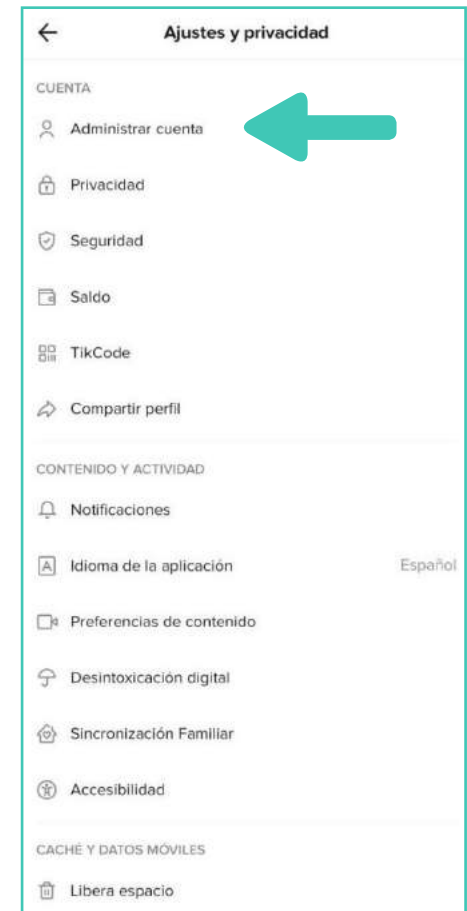 Ajustes y privacidad
CUENTA
Administrar cuenta
Privacidad
Seguridad
Saldo
TikCode
Compartir perfil
CONTENIDO Y ACTIVIDAD
Notificaciones
Idioma de la aplicación Español
Preferencias de contenido
Desintoxicación digital
Sincronización Familiar
Accesibilidad
CACHÉ Y DATOS MÓVILES
Libera espacio